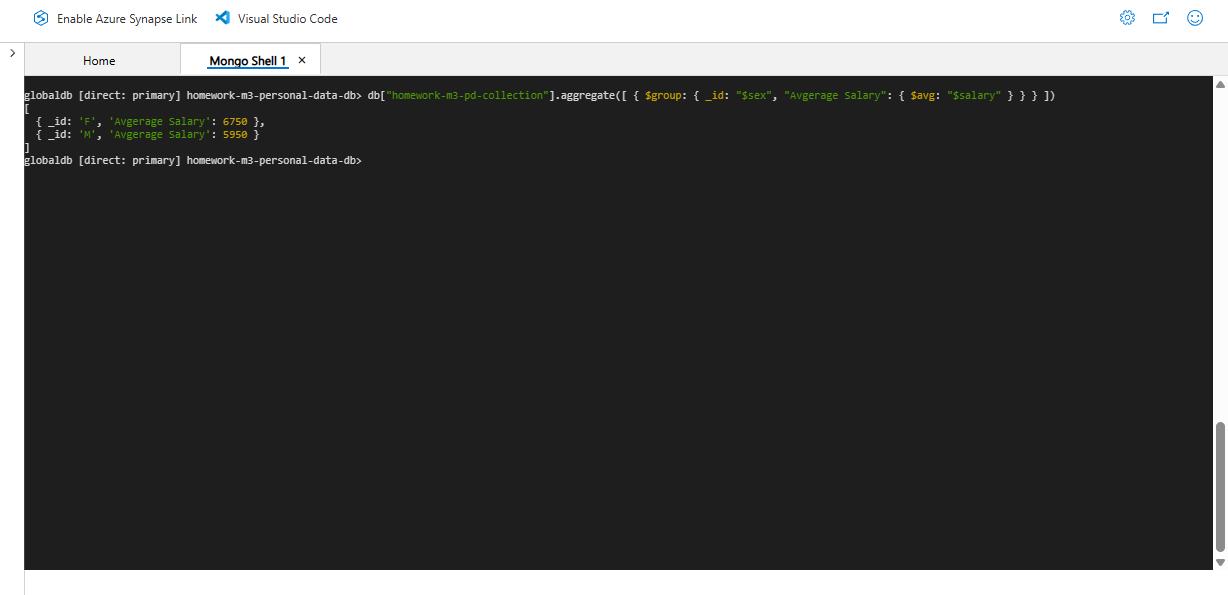 Enable Azure Synapse Link Visual Studio Code
Home Mongo Shell 1
globaldb [direct: primary] homework-m3-personal-data-db> db["homework-m3-pd-collection"].aggregate([ { $group: { _id: "$sex", "Avgerage Salary": { $avg: "$salary" } } } ])
[
  { _id: 'F', 'Avgerage Salary': 6750 },
  { _id: 'M', 'Avgerage Salary': 5950 }
]
globaldb [direct: primary] homework-m3-personal-data-db>